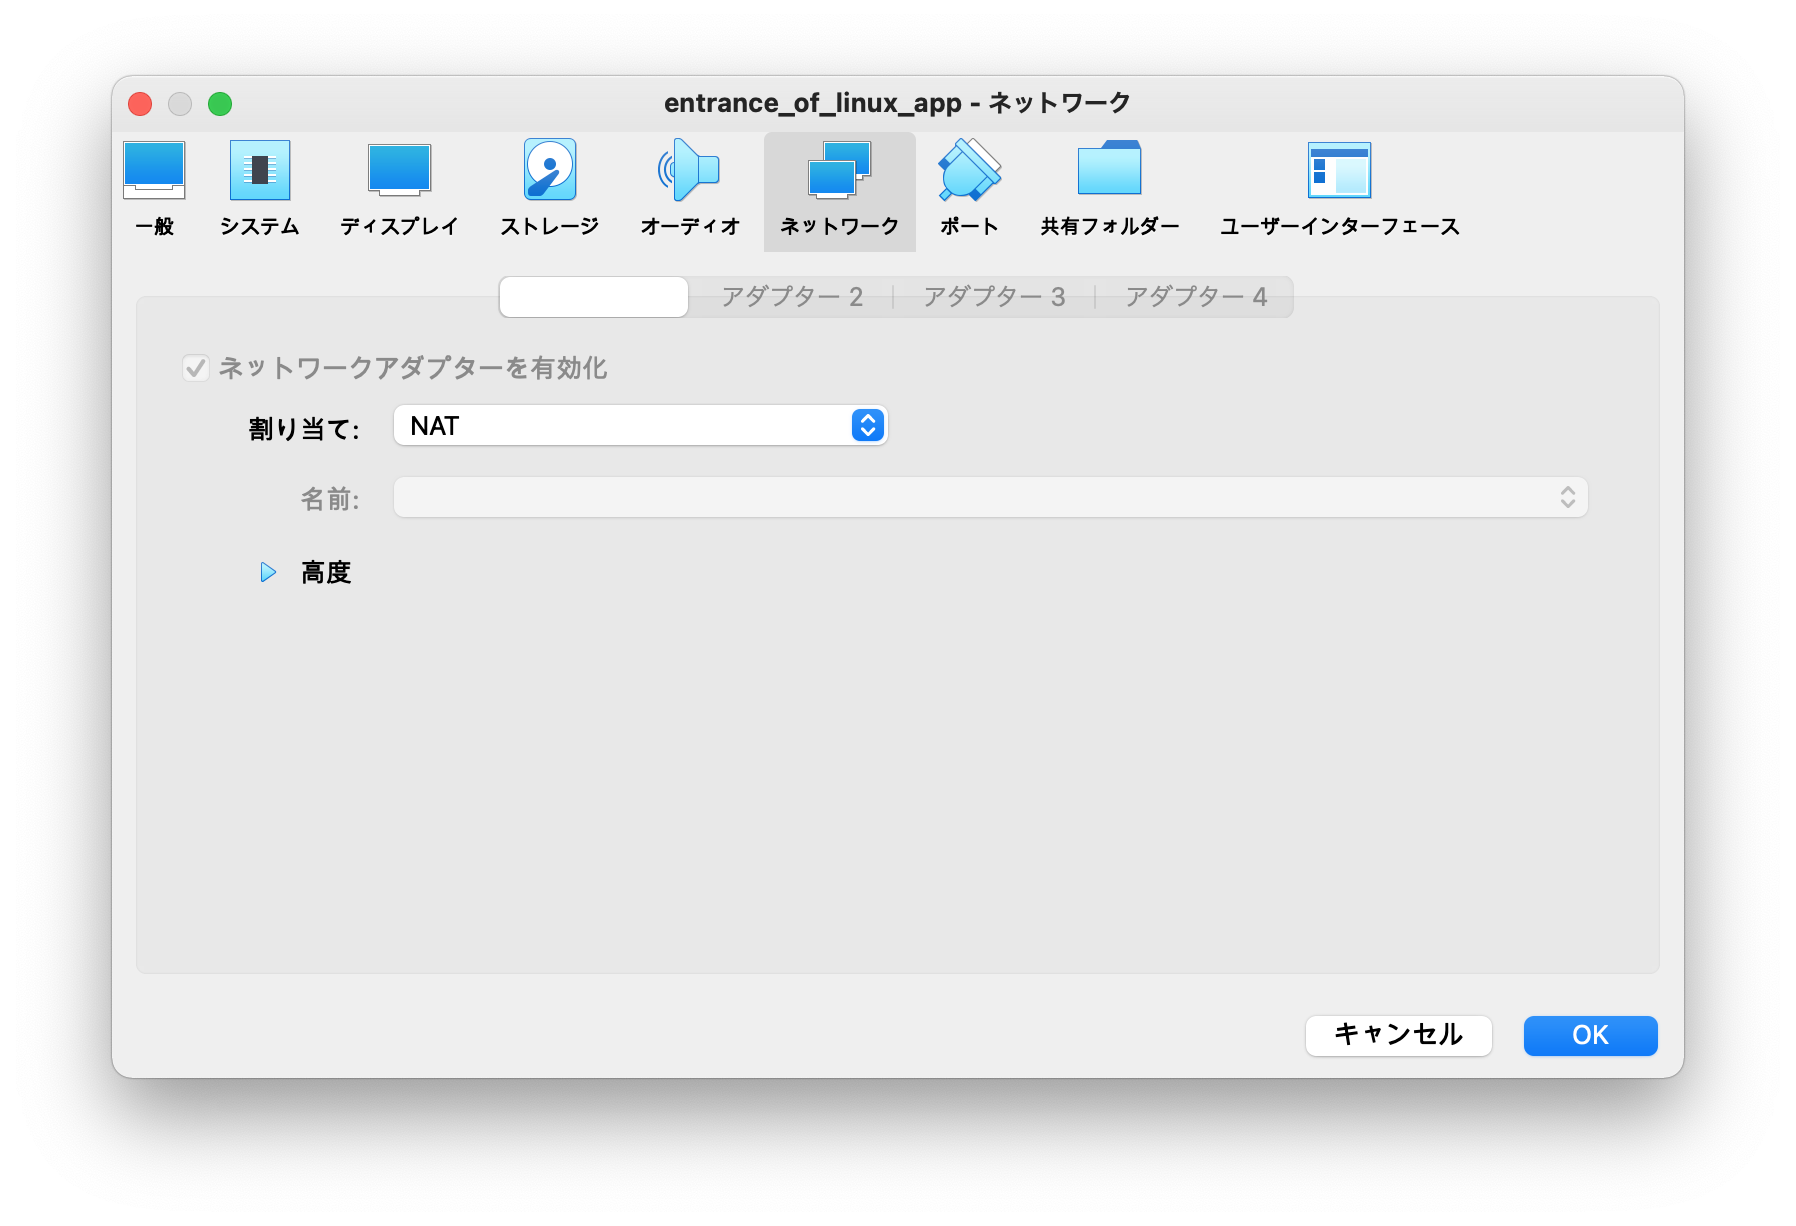 entrance_of_linux_app - ネットワーク
一般 システム ディスプレイ ストレージ オーディオ ネットワーク ポート 共有フォルダー ユーザーインターフェース
アダプター 2 アダプター 3 アダプター 4
ネットワークアダプターを有効化
割り当て: NAT
名前:
高度
キャンセル OK